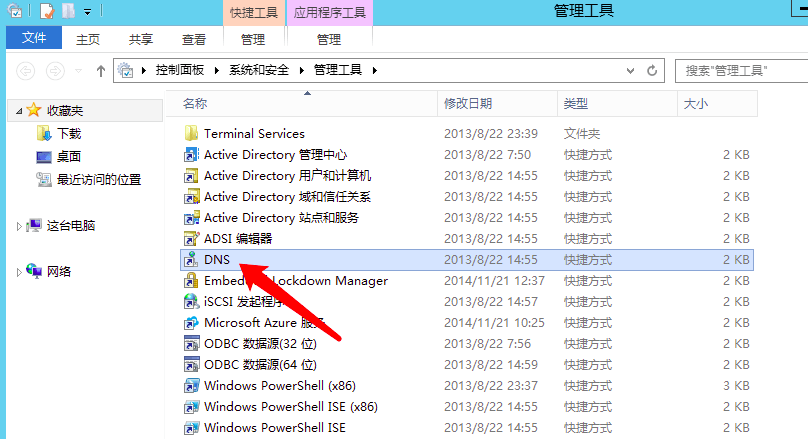 快捷工具 应用程序工具 管理工具
文件 主页 共享 查看 管理 管理
控制面板 系统和安全 管理工具 搜索"管理工具"
收藏夹
下载
桌面
最近访问的位置
这台电脑
网络
名称 修改日期 类型 大小
Terminal Services 2013/8/22 23:39 文件夹
Active Directory 管理中心 2013/8/22 7:50 快捷方式 2 KB
Active Directory 用户和计算机 2013/8/22 14:55 快捷方式 2 KB
Active Directory 域和信任关系 2013/8/22 14:55 快捷方式 2 KB
Active Directory 站点和服务 2013/8/22 14:55 快捷方式 2 KB
ADSI 编辑器 2013/8/22 14:55 快捷方式 2 KB
DNS 2013/8/22 14:55 快捷方式 2 KB
Lockdown Manager 2014/11/21 12:37 快捷方式 2 KB
iSCSI 发起程序 2013/8/22 14:57 快捷方式 2 KB
Microsoft Azure 2014/11/21 10:25 快捷方式 2 KB
ODBC 数据源(32 位) 2013/8/22 7:56 快捷方式 2 KB
ODBC 数据源(64 位) 2013/8/22 14:59 快捷方式 2 KB
Windows PowerShell (x86) 2013/8/22 23:37 快捷方式 3 KB
Windows PowerShell ISE (x86) 2013/8/22 14:55 快捷方式 2 KB
Windows PowerShell ISE 2013/8/22 14:55 快捷方式 2 KB